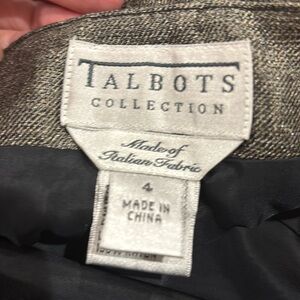 TALBOTS
COLLECTION
Made of
Italian Fabric
4
MADE IN
CHINA